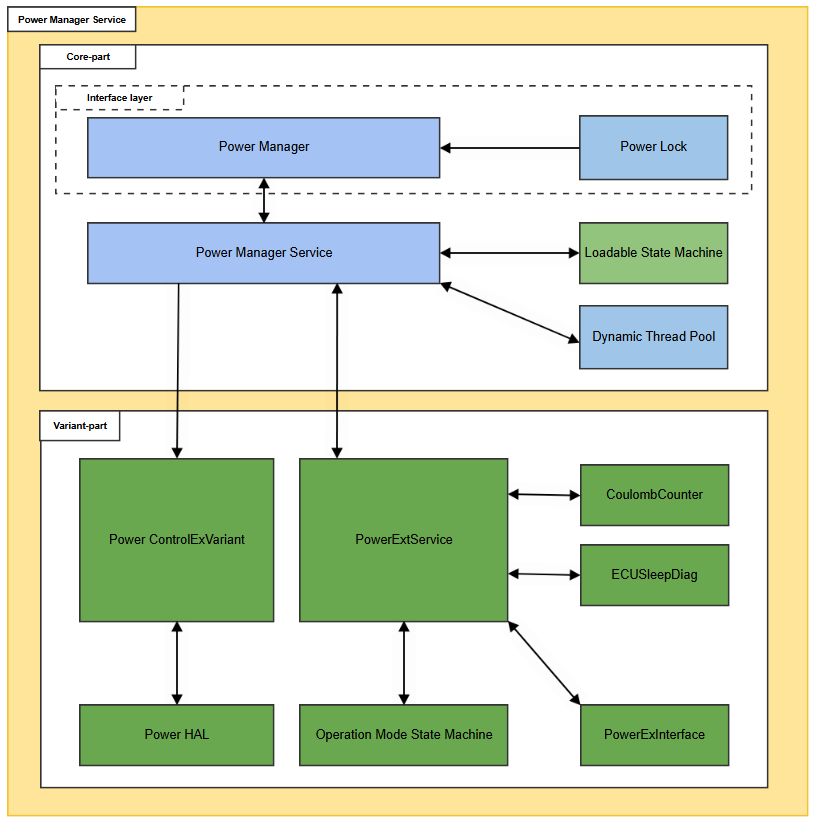 Power Manager Service
Core-part
Interface layer
Power Manager
Power Lock
Power Manager Service
Loadable State Machine
Dynamic Thread Pool
Variant-part
Power ControlExVariant
PowerExtService
CoulombCounter
ECUSleepDiag
Power HAL
Operation Mode State Machine
PowerExInterface